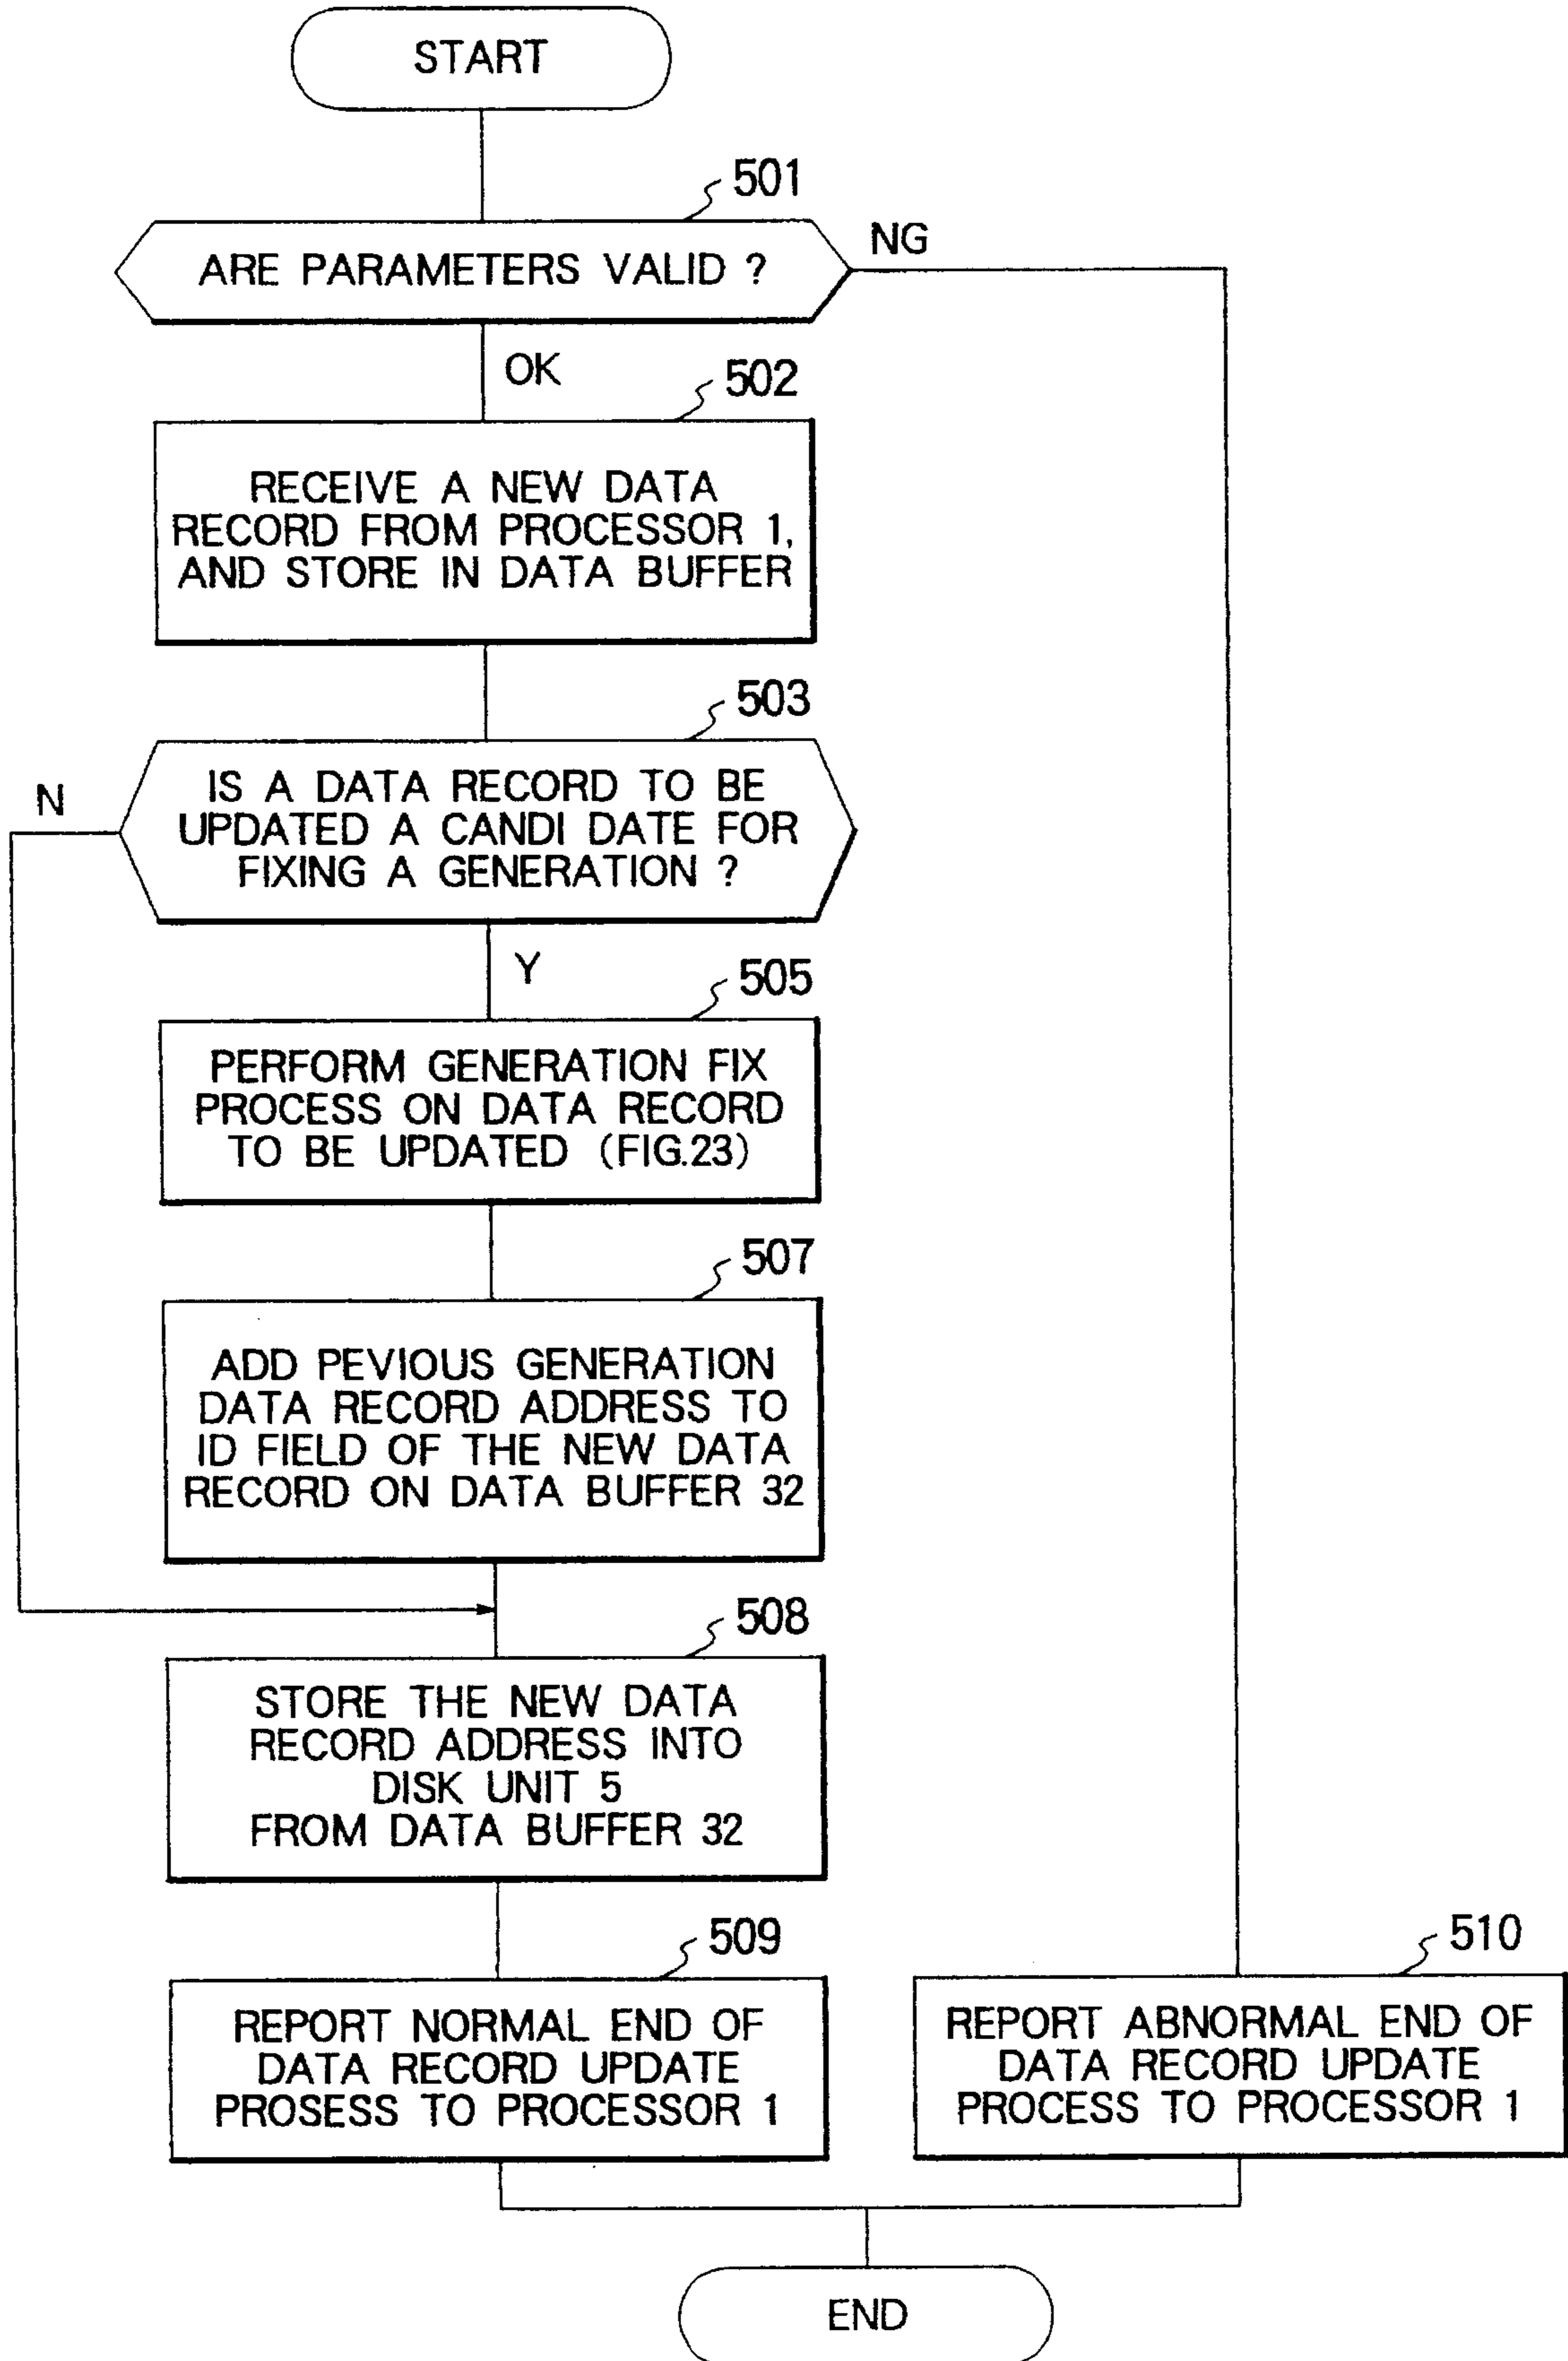 START
501
ARE PARAMETERS VALID ?
NG
OK
502
RECEIVE A NEW DATA
RECORD FROM PROCESSOR 1,
AND STORE IN DATA BUFFER
503
N
IS A DATA RECORD TO BE
UPDATED A CANDI DATE FOR
FIXING A GENERATION ?
Y
505
PERFORM GENERATION FIX
PROCESS ON DATA RECORD
TO BE UPDATED (FIG.23)
507
ADD PEVIOUS GENERATION
DATA RECORD ADDRESS TO
ID FIELD OF THE NEW DATA
RECORD ON DATA BUFFER 32
508
STORE THE NEW DATA
RECORD ADDRESS INTO
DISK UNIT 5
FROM DATA BUFFER 32
509
REPORT NORMAL END OF
DATA RECORD UPDATE
PROSESS TO PROCESSOR 1
510
REPORT ABNORMAL END OF
DATA RECORD UPDATE
PROCESS TO PROCESSOR 1
END